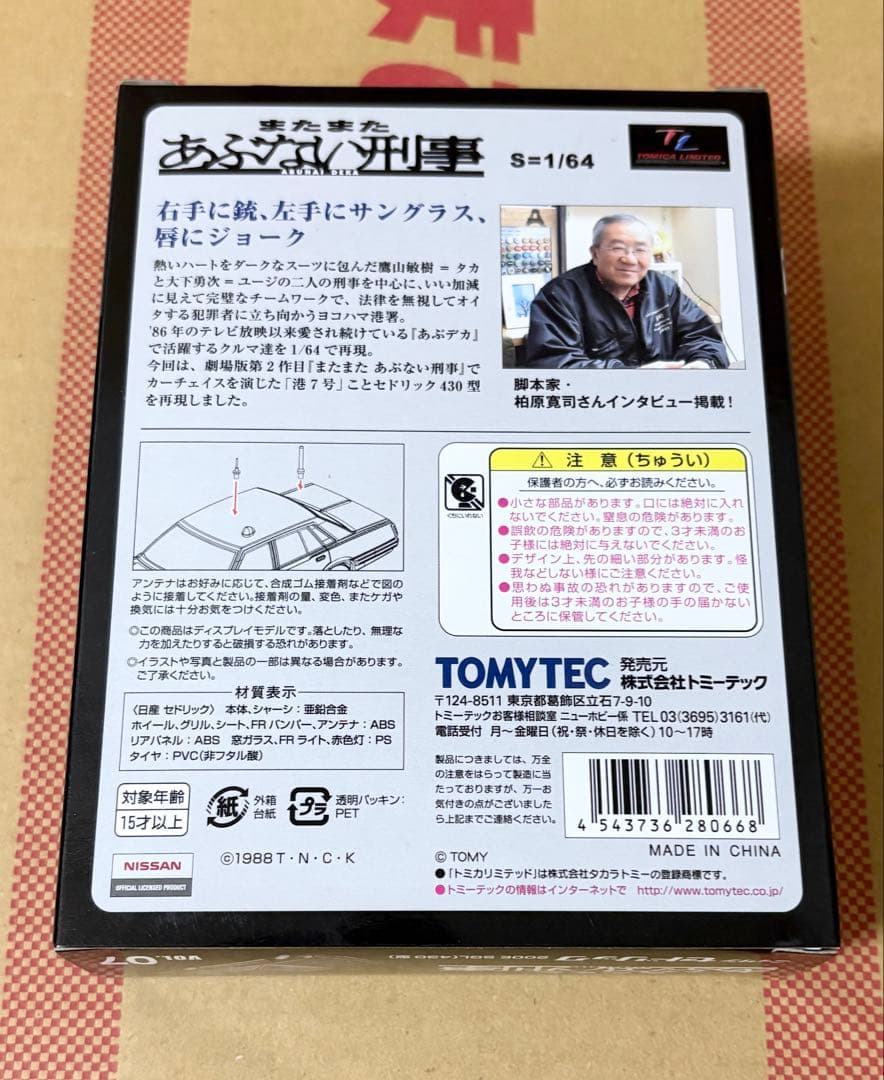 またまた
あぶない刑事
ABUNAI DEKA
S=1/64
TL
TOMICA LIMITED
右手に銃、左手にサングラス、
唇にジョーク
熱いハートをダークなスーツに包んだ鷹山敏樹=タカ
と大下勇次=ユージの二人の刑事を中心に、いい加減
に見えて完璧なチームワークで、法律を無視してオイ
タする犯罪者に立ち向かうヨコハマ港署。
'86年のテレビ放映以来愛され続けている『あぶデカ』
で活躍するクルマ達を1/64で再現。
今回は、劇場版第2作目『またまた あぶない刑事』で
カーチェイスを演じた「港7号」ことセドリック430型
を再現しました。
A
脚本家・
柏原寛司さんインタビュー掲載!
アンテナはお好みに応じて、合成ゴム接着剤などで図の
ように接着してください。接着剤の量、変色、またケガや
換気には十分お気をつけください。
◎この商品はディスプレイモデルです。落としたり、無理な
力を加えたりすると破損する恐れがあります。
◎イラストや写真と製品の一部は異なる場合があります。
ご了承ください。
くちにいれない
⚠ 注意(ちゅうい)
保護者の方へ、必ずお読みください。
●小さな部品があります。口には絶対に入れ
ないでください。窒息の危険があります。
●誤飲の危険がありますので、3才未満のお
子様には絶対に与えないでください。
●デザイン上、先の細い部分があります。怪
我などしない様にご注意ください。
●思わぬ事故の恐れがありますので、ご使
用後は3才未満のお子様の手の届かない
ところに保管してください。
材質表示
〈日産 セドリック〉 本体、シャーシ:亜鉛合金
ホイール、グリル、シート、FRバンパー、アンテナ:ABS
リアパネル:ABS 窓ガラス、FRライト、赤色灯:PS
タイヤ:PVC(非フタル酸)
TOMYTEC 発売元 株式会社トミーテック
〒124-8511 東京都葛飾区立石7-9-10
トミーテックお客様相談室 ニューホビー係 TEL 03(3695)3161(代)
電話受付 月〜金曜日(祝・祭・休日を除く)10〜17時
製品につきましては、万全
の注意をはらって製造に当
たっておりますが、万一お
気付きの点がございました
ら上記までご連絡ください。
4 543736 280668
MADE IN CHINA
対象年齢
15才以上
紙
外箱
台紙
プラ
透明パッキン:
PET
NISSAN
OFFICIAL LICENSED PRODUCT
©1988 T・N・C・K
© TOMY
●「トミカリミテッド」は株式会社タカラトミーの登録商標です。
●トミーテックの情報はインターネットで http://www.tomytec.co.jp/
VOL.01
セドリック
200E SGL(430型)